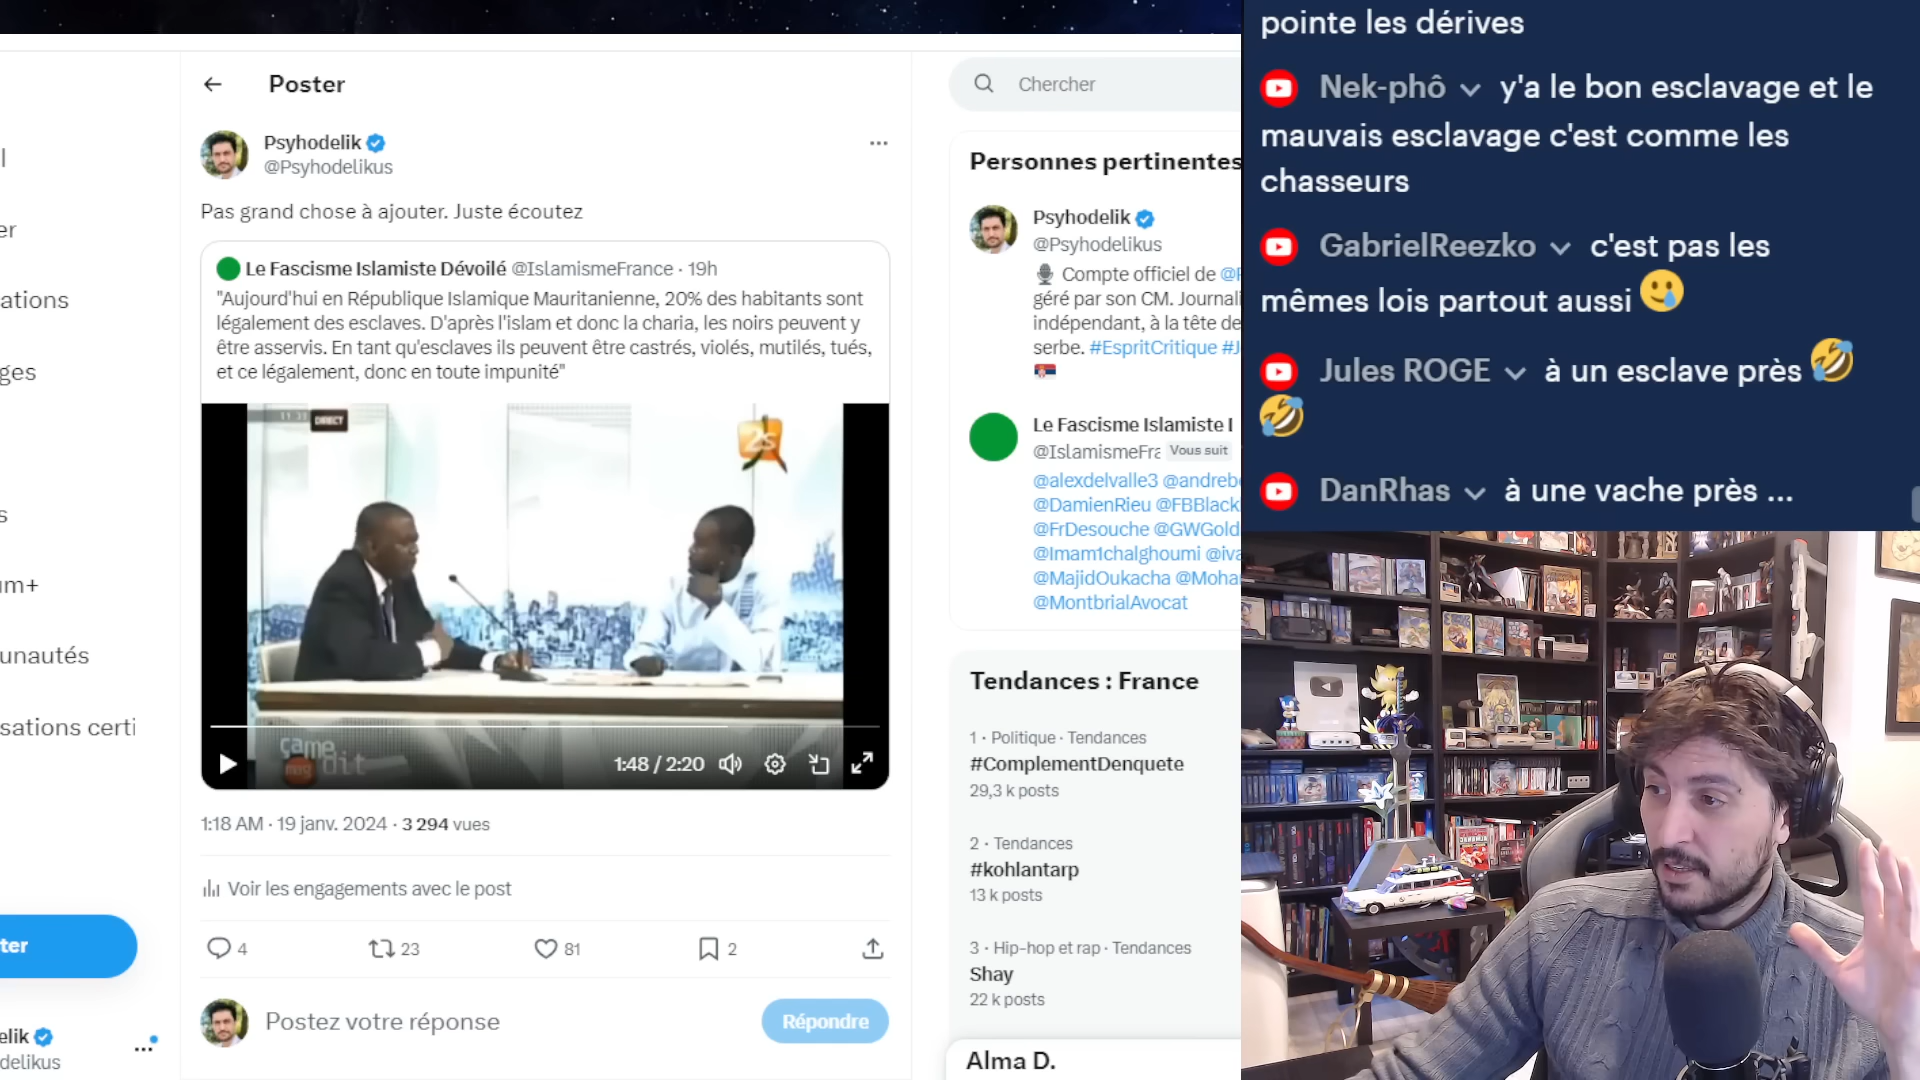 Poster
Psyhodelik
@Psyhodelikus
Pas grand chose à ajouter. Juste écoutez
Le Fascisme Islamiste Dévoilé @IslamismeFrance · 19h
"Aujourd'hui en République Islamique Mauritanienne, 20% des habitants sont
légalement des esclaves. D'après l'islam et donc la charia, les noirs peuvent y
être asservis. En tant qu'esclaves ils peuvent être castrés, violés, mutilés, tués,
et ce légalement, donc en toute impunité"
DIRECT
2s
1:48 / 2:20
1:18 AM · 19 janv. 2024 · 3 294 vues
Voir les engagements avec le post
4
23
81
2
Postez votre réponse
Répondre
er
ations
ges
s
um+
unautés
sations certi
ter
elik
delikus
Chercher
Personnes pertinentes
Psyhodelik
@Psyhodelikus
Compte officiel de
géré par son CM. Journali
indépendant, à la tête de
serbe. #EspritCritique #J
Le Fascisme Islamiste
@IslamismeFra Vous suit
@alexdelvalle3 @andrebe
@DamienRieu @FBBlack
@FrDesouche @GWGold
@Imam1chalghoumi @iva
@MajidOukacha @Moha
@MontbrialAvocat
Tendances : France
1 · Politique · Tendances
#ComplementDenquete
29,3 k posts
2 · Tendances
#kohlantarp
13 k posts
3 · Hip-hop et rap · Tendances
Shay
22 k posts
Alma D.
pointe les dérives
Nek-phô y'a le bon esclavage et le
mauvais esclavage c'est comme les
chasseurs
GabrielReezko c'est pas les
mêmes lois partout aussi 🥲
Jules ROGE à un esclave près 🤣
🤣
DanRhas à une vache près ...